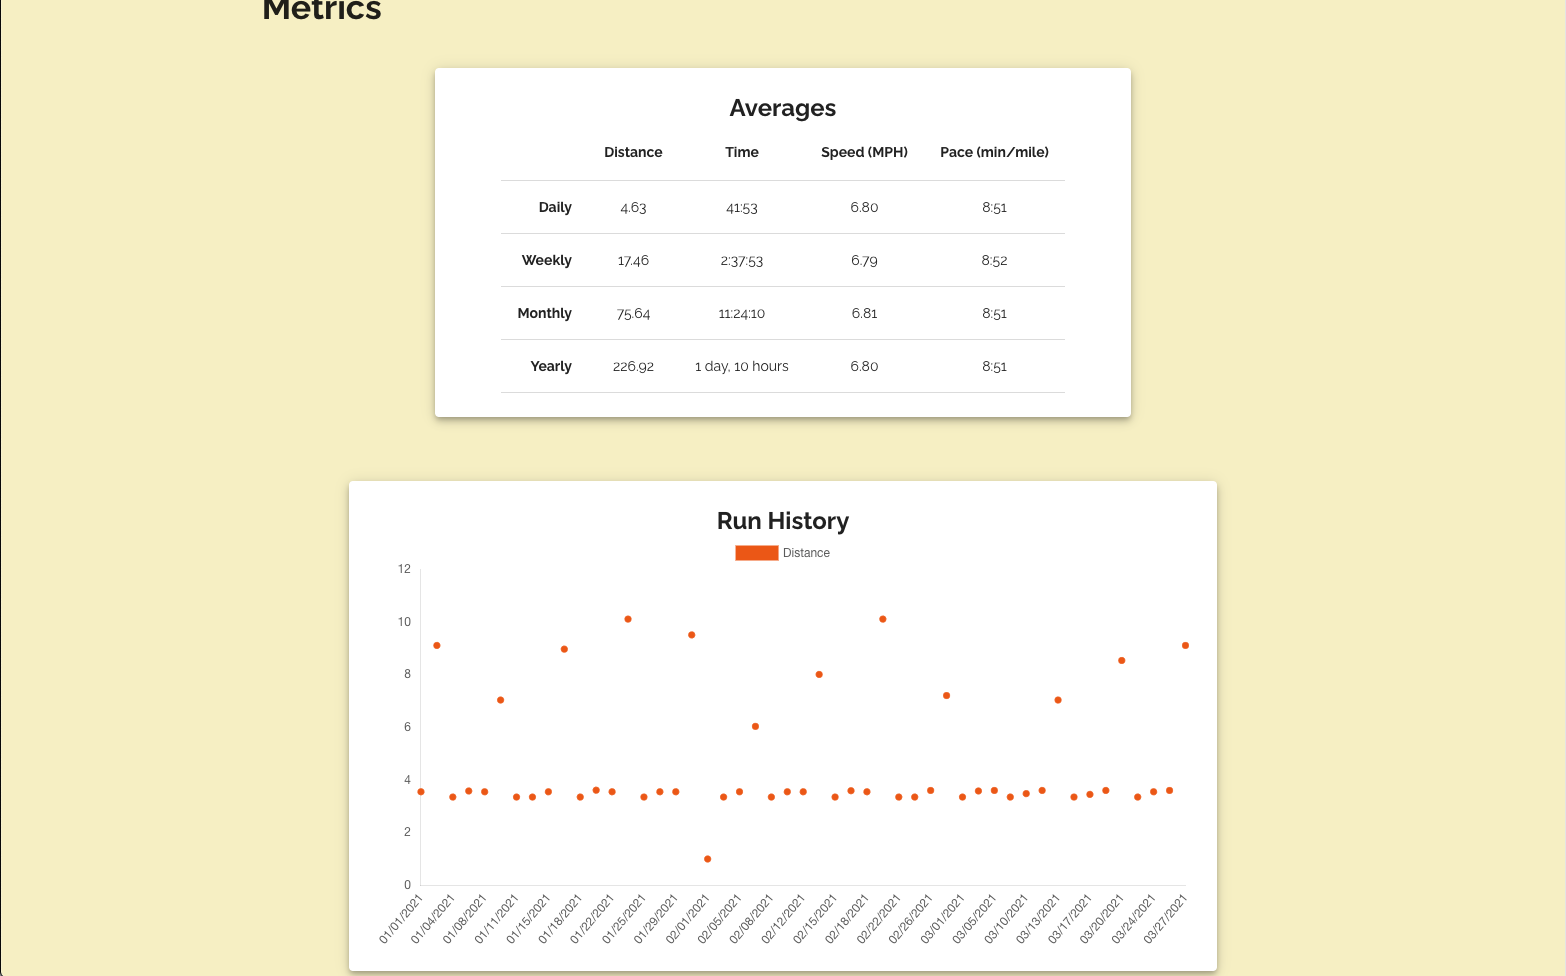 Metrics
Averages
Distance Time Speed (MPH) Pace (min/mile)
Daily 4.63 41:53 6.80 8:51
Weekly 17.46 2:37:53 6.79 8:52
Monthly 75.64 11:24:10 6.81 8:51
Yearly 226.92 1 day, 10 hours 6.80 8:51
Run History
Distance
12
10
8
6
4
2
0
01/01/2021 01/04/2021 01/08/2021 01/11/2021 01/15/2021 01/18/2021 01/22/2021 01/25/2021 01/29/2021 02/01/2021 02/05/2021 02/08/2021 02/12/2021 02/15/2021 02/18/2021 02/22/2021 02/26/2021 03/01/2021 03/05/2021 03/10/2021 03/13/2021 03/17/2021 03/20/2021 03/24/2021 03/27/2021